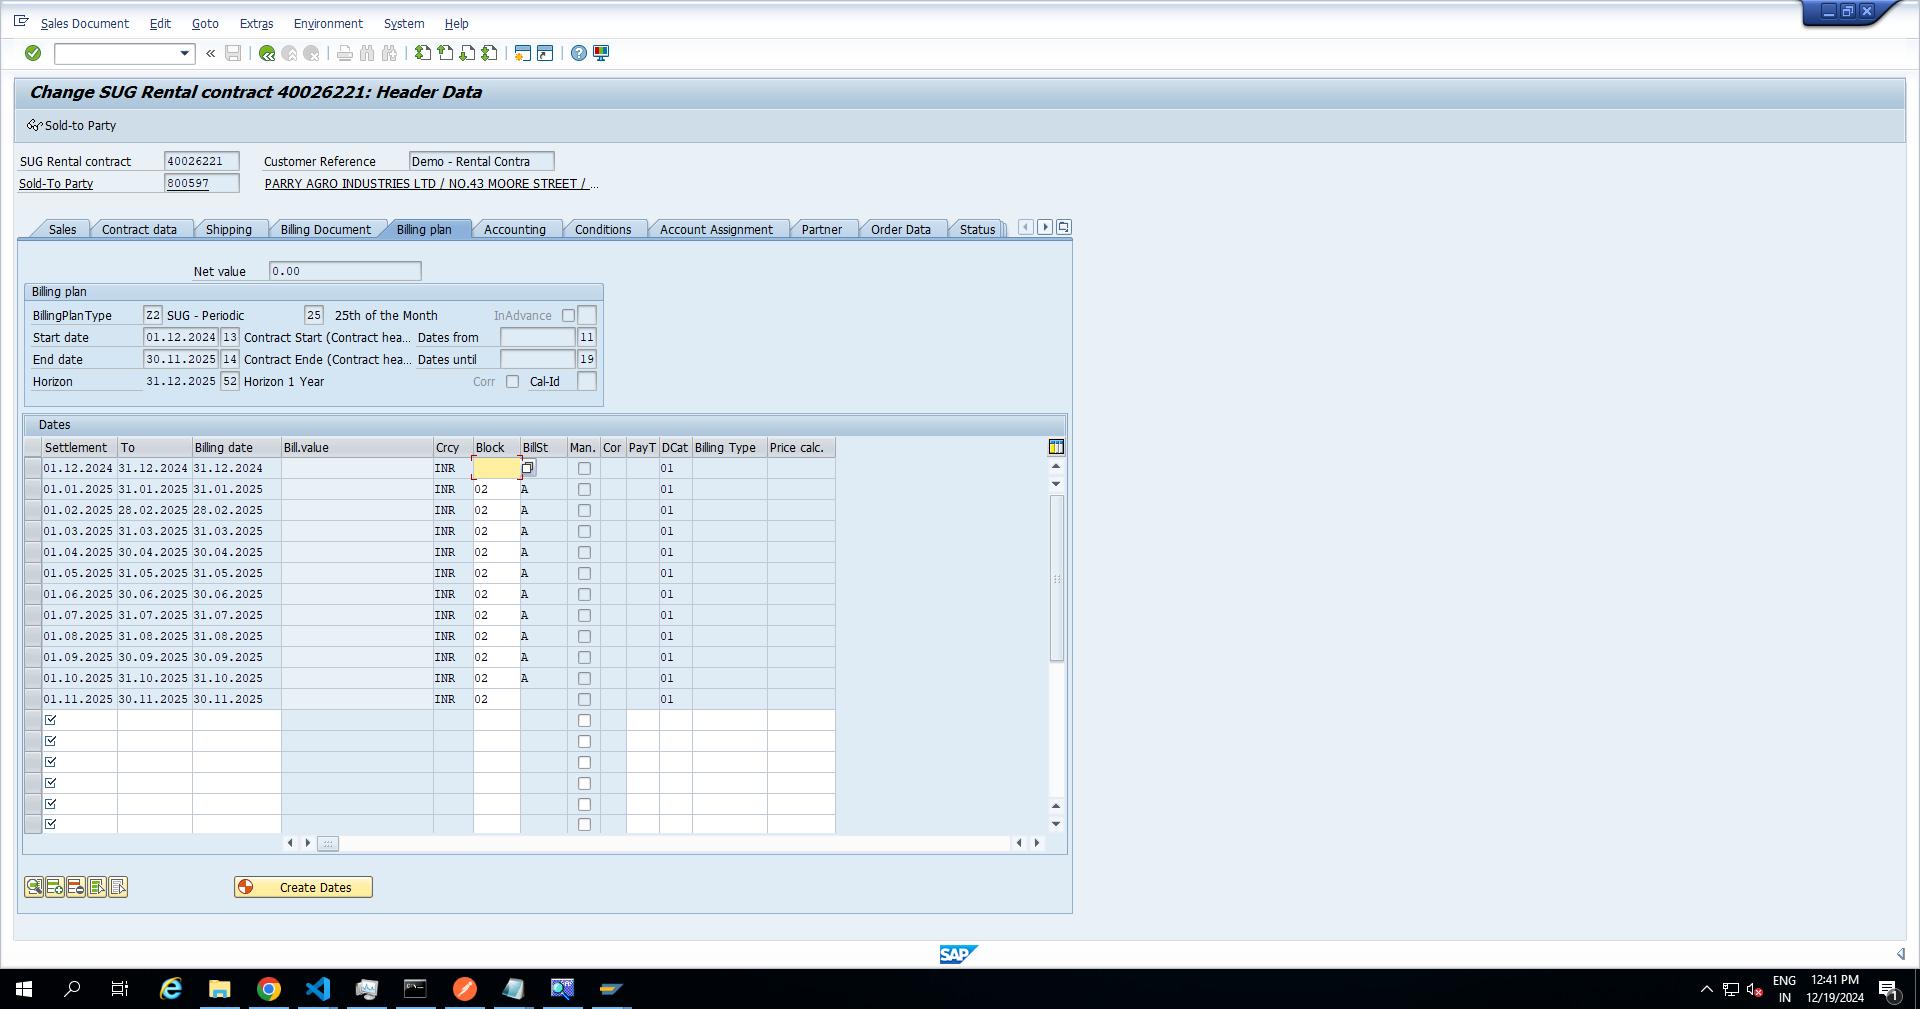 Sales Document Edit Goto Extras Environment System Help
Change SUG Rental contract 40026221: Header Data
Sold-to Party
SUG Rental contract 40026221 Customer Reference Demo - Rental Contra
Sold-To Party 800597 PARRY AGRO INDUSTRIES LTD / NO.43 MOORE STREET / ...
Sales Contract data Shipping Billing Document Billing plan Accounting Conditions Account Assignment Partner Order Data Status
Net value 0.00
Billing plan
BillingPlanType Z2 SUG - Periodic 25 25th of the Month InAdvance
Start date 01.12.2024 13 Contract Start (Contract hea... Dates from 11
End date 30.11.2025 14 Contract Ende (Contract hea... Dates until 19
Horizon 31.12.2025 52 Horizon 1 Year Corr Cal-Id
Dates
Settlement To Billing date Bill.value Crcy Block BillSt Man. Cor PayT DCat Billing Type Price calc.
01.12.2024 31.12.2024 31.12.2024 INR 01
01.01.2025 31.01.2025 31.01.2025 INR 02 A 01
01.02.2025 28.02.2025 28.02.2025 INR 02 A 01
01.03.2025 31.03.2025 31.03.2025 INR 02 A 01
01.04.2025 30.04.2025 30.04.2025 INR 02 A 01
01.05.2025 31.05.2025 31.05.2025 INR 02 A 01
01.06.2025 30.06.2025 30.06.2025 INR 02 A 01
01.07.2025 31.07.2025 31.07.2025 INR 02 A 01
01.08.2025 31.08.2025 31.08.2025 INR 02 A 01
01.09.2025 30.09.2025 30.09.2025 INR 02 A 01
01.10.2025 31.10.2025 31.10.2025 INR 02 A 01
01.11.2025 30.11.2025 30.11.2025 INR 02 01
Create Dates
SAP
ENG 12:41 PM
IN 12/19/2024
1